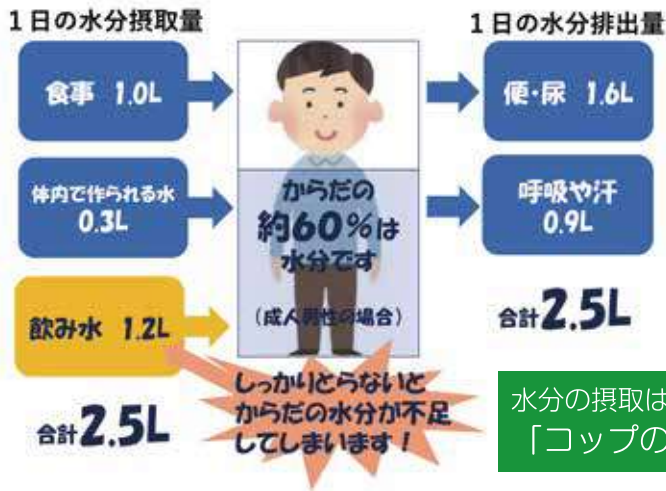 1日の水分摂取量
食事 1.0L
体内で作られる水
0.3L
飲み水 1.2L
合計2.5L
からだの
約60%は
水分です
(成人男性の場合)
しっかりとらないと
からだの水分が不足
してしまいます！
1日の水分排出量
便・尿 1.6L
呼吸や汗
0.9L
合計2.5L
水分の摂取は
「コップの